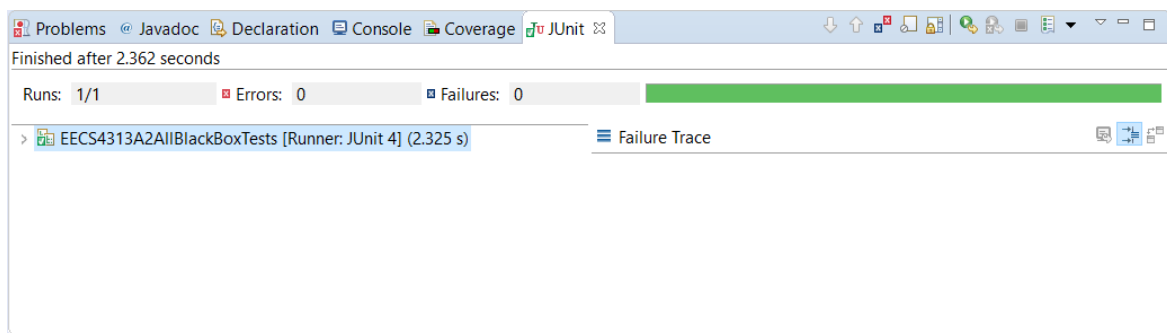 Problems @ Javadoc Declaration Console Coverage JUnit
Finished after 2.362 seconds
Runs: 1/1 Errors: 0 Failures: 0
EECS4313A2AllBlackBoxTests [Runner: JUnit 4] (2.325 s) Failure Trace